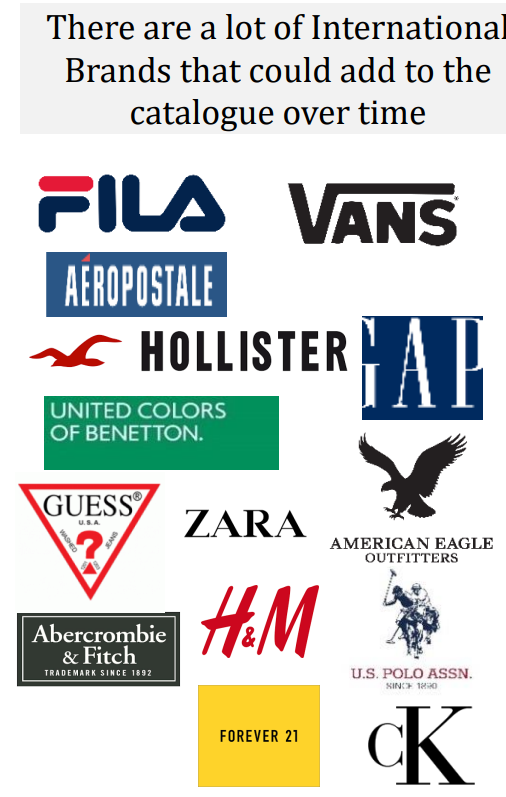 There are a lot of International
Brands that could add to the
catalogue over time
FILA
VANS
AÉROPOSTALE
HOLLISTER
GAP
UNITED COLORS
OF BENETTON.
GUESS®
U.S.A.
WASHED
JEANS
?
ZARA
AMERICAN EAGLE
OUTFITTERS
Abercrombie
& Fitch
TRADEMARK SINCE 1892
H&M
U.S. POLO ASSN.
SINCE 1890
FOREVER 21
cK